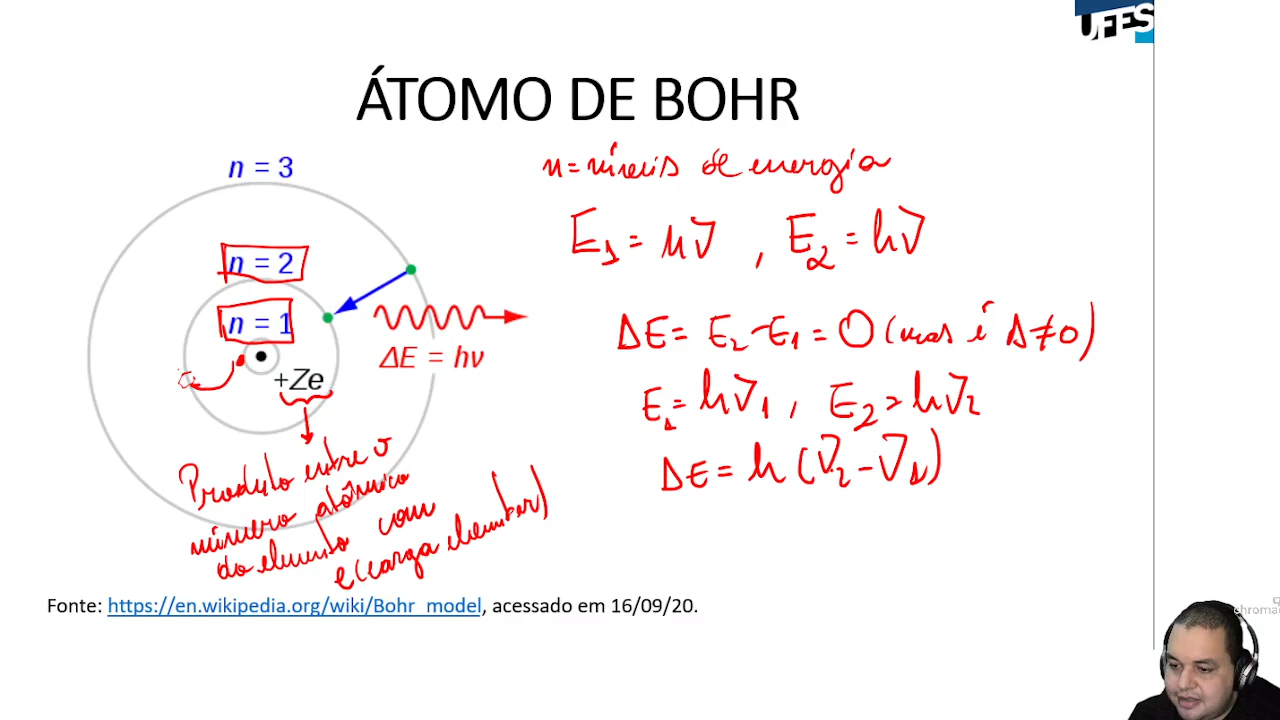 UFES
ÁTOMO DE BOHR
n = 3
n = níveis de energia
E₁ = hν , E₂ = hν
n = 2
n = 1
ΔE = hν
+Ze
ΔE = E₂ - E₁ = 0 (mas é Δ≠0)
E₁ = hν₁ , E₂ = hν₂
ΔE = h (ν₂ - ν₁)
Produto entre o
número atômico
do elemento com
e (carga elementar)
Fonte: https://en.wikipedia.org/wiki/Bohr_model, acessado em 16/09/20.